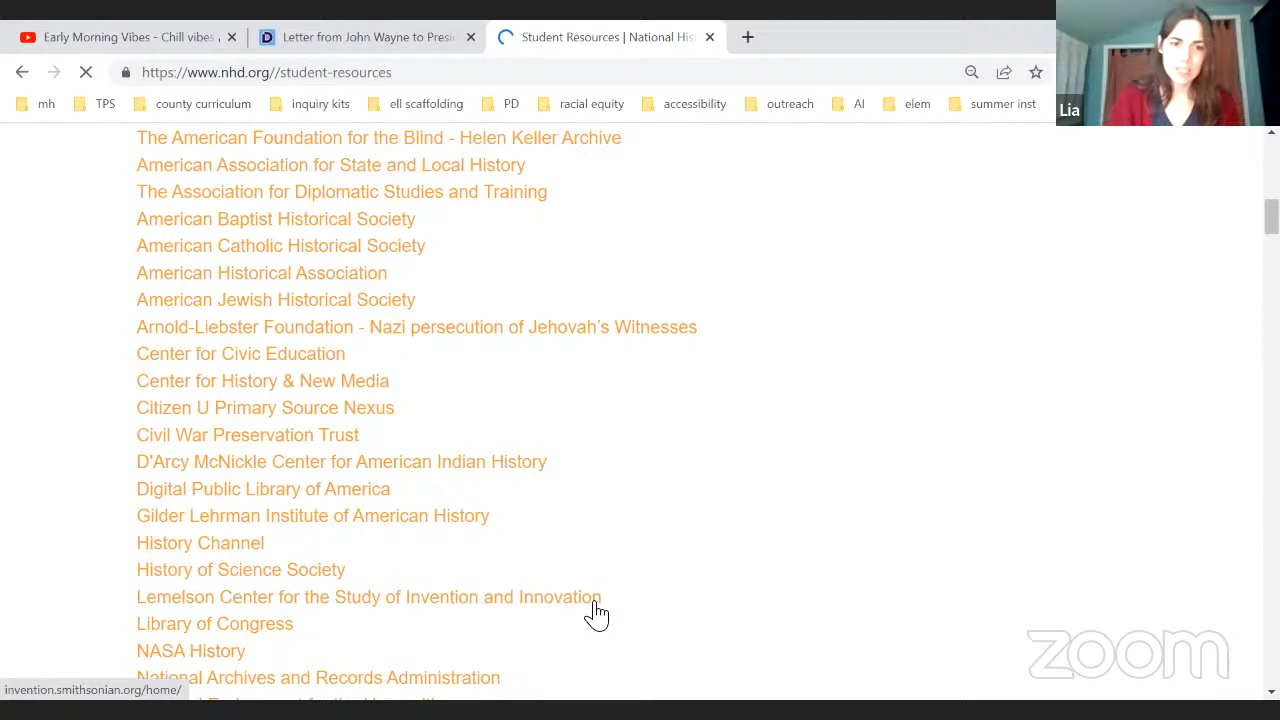 Early Morning Vibes - Chill vibes
Letter from John Wayne to Presi
Student Resources | National His
https://www.nhd.org//student-resources
mh
TPS
county curriculum
inquiry kits
ell scaffolding
PD
racial equity
accessibility
outreach
AI
elem
summer inst
Lia
The American Foundation for the Blind - Helen Keller Archive
American Association for State and Local History
The Association for Diplomatic Studies and Training
American Baptist Historical Society
American Catholic Historical Society
American Historical Association
American Jewish Historical Society
Arnold-Liebster Foundation - Nazi persecution of Jehovah's Witnesses
Center for Civic Education
Center for History & New Media
Citizen U Primary Source Nexus
Civil War Preservation Trust
D'Arcy McNickle Center for American Indian History
Digital Public Library of America
Gilder Lehrman Institute of American History
History Channel
History of Science Society
Lemelson Center for the Study of Invention and Innovation
Library of Congress
NASA History
National Archives and Records Administration
invention.smithsonian.org/home/
zoom